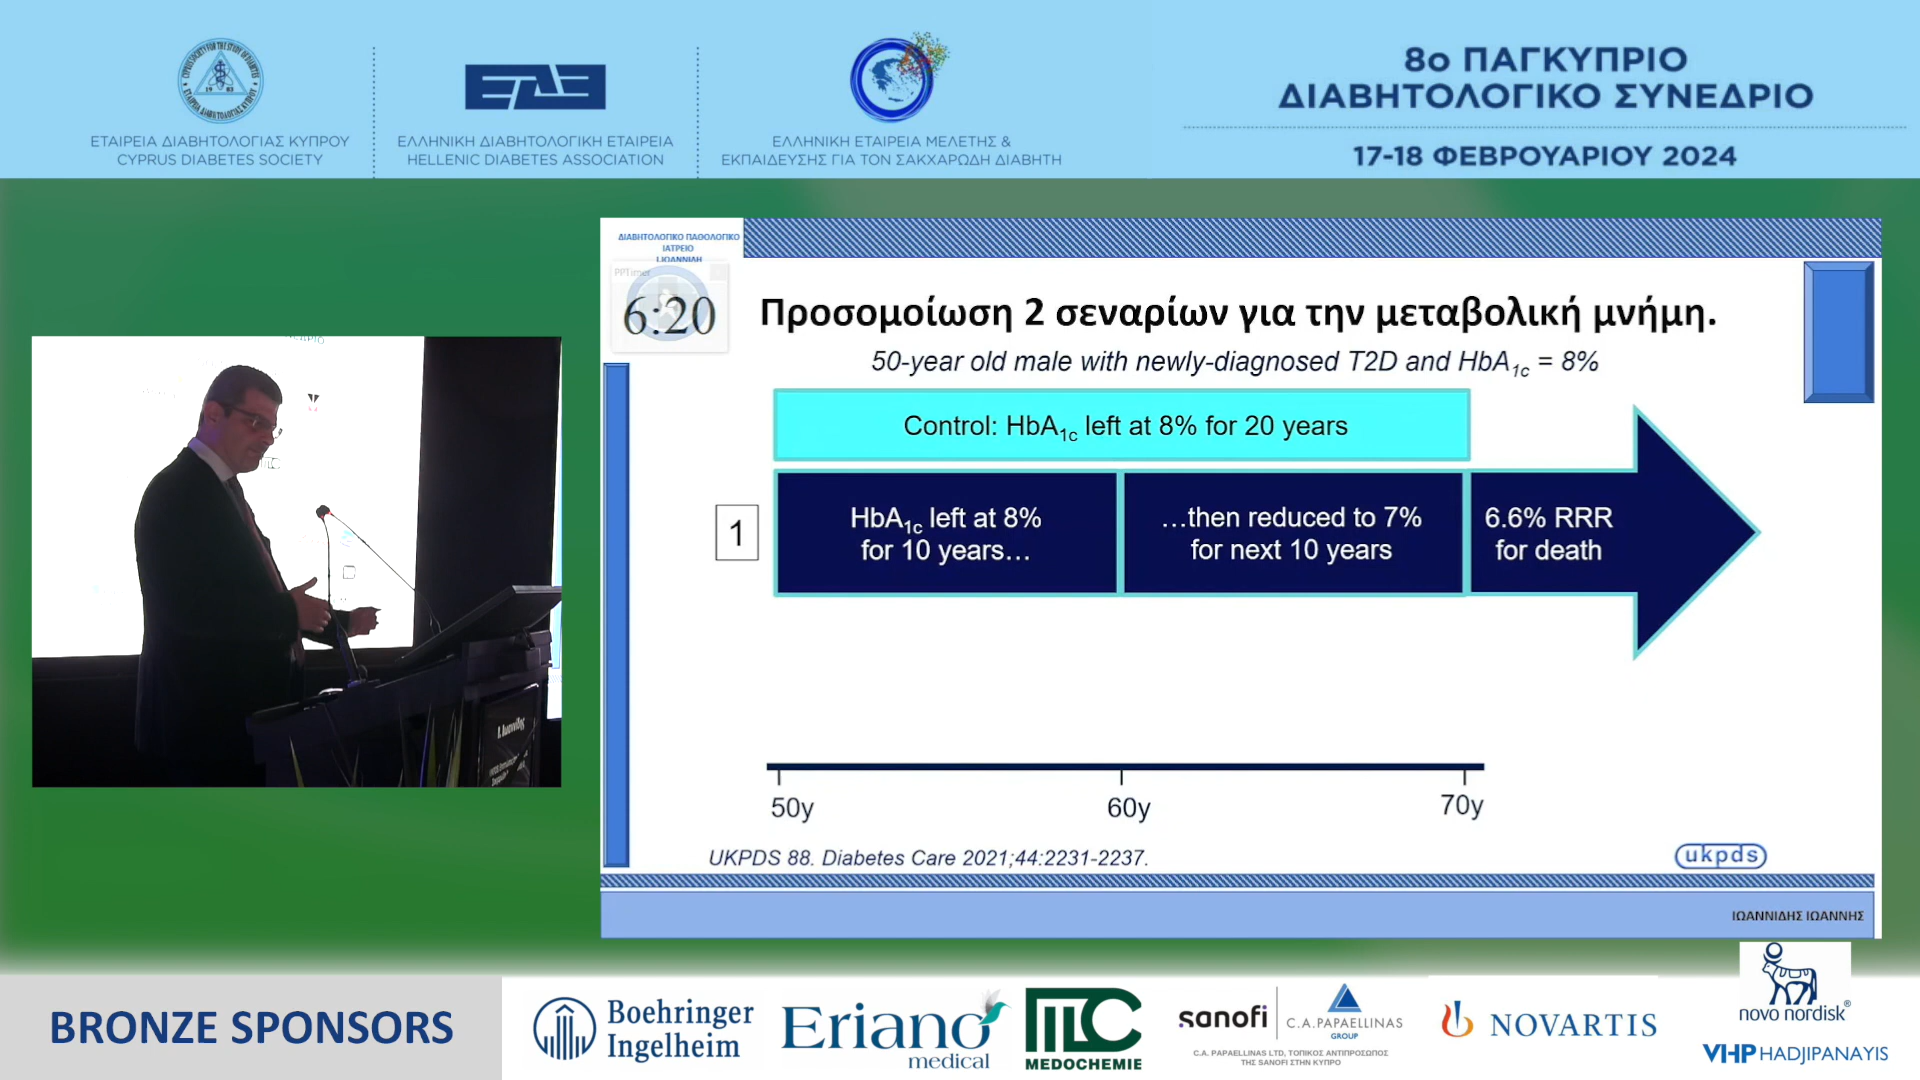 ΕΤΑΙΡΕΙΑ ΔΙΑΒΗΤΟΛΟΓΙΑΣ ΚΥΠΡΟΥ
CYPRUS DIABETES SOCIETY
ΕΔΕ
ΕΛΛΗΝΙΚΗ ΔΙΑΒΗΤΟΛΟΓΙΚΗ ΕΤΑΙΡΕΙΑ
HELLENIC DIABETES ASSOCIATION
ΕΛΛΗΝΙΚΗ ΕΤΑΙΡΕΙΑ ΜΕΛΕΤΗΣ &
ΕΚΠΑΙΔΕΥΣΗΣ ΓΙΑ ΤΟΝ ΣΑΚΧΑΡΩΔΗ ΔΙΑΒΗΤΗ
8ο ΠΑΓΚΥΠΡΙΟ
ΔΙΑΒΗΤΟΛΟΓΙΚΟ ΣΥΝΕΔΡΙΟ
17-18 ΦΕΒΡΟΥΑΡΙΟΥ 2024
ΔΙΑΒΗΤΟΛΟΓΙΚΟ ΠΑΘΟΛΟΓΙΚΟ
ΙΑΤΡΕΙΟ
Ι.ΙΩΑΝΝΙΔΗ
PPTimer
6:20
Προσομοίωση 2 σεναρίων για την μεταβολική μνήμη.
50-year old male with newly-diagnosed T2D and HbA1c = 8%
Control: HbA1c left at 8% for 20 years
1
HbA1c left at 8%
for 10 years…
…then reduced to 7%
for next 10 years
6.6% RRR
for death
50y
60y
70y
UKPDS 88. Diabetes Care 2021;44:2231-2237.
ukpds
ΙΩΑΝΝΙΔΗΣ ΙΩΑΝΝΗΣ
BRONZE SPONSORS
Boehringer
Ingelheim
Eriano
medical
MC
MEDOCHEMIE
sanofi
C.A.PAPAELLINAS
GROUP
C.A. PAPAELLINAS LTD, ΤΟΠΙΚΟΣ ΑΝΤΙΠΡΟΣΩΠΟΣ
ΤΗΣ SANOFI ΣΤΗΝ ΚΥΠΡΟ
NOVARTIS
novo nordisk®
VHP HADJIPANAYIS